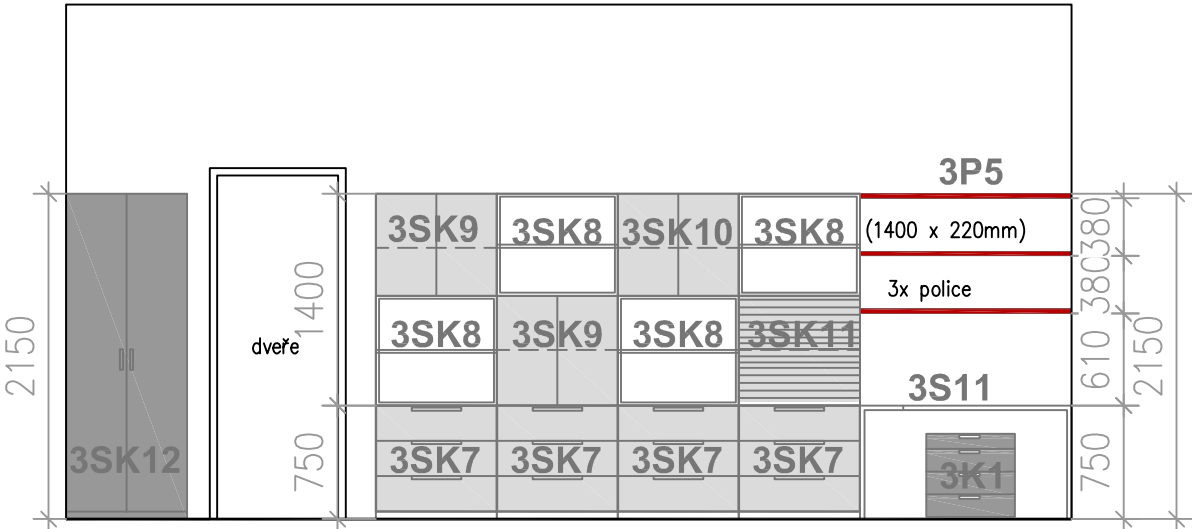 3P5
3SK9 3SK8 3SK10 3SK8 (1400 x 220mm) 380
3x police 380
1400
2150 dveře 3SK8 3SK9 3SK8 3SK11 610 2150
3S11
3SK12 750 3SK7 3SK7 3SK7 3SK7 3K1 750